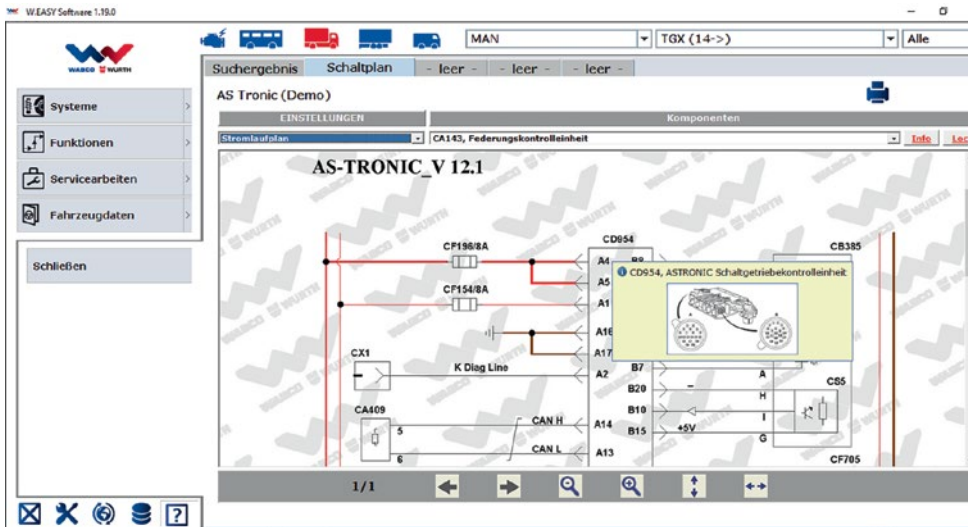 W.EASY Software 1.19.0
MAN
TGX (14->)
Alle
WABCO WÜRTH
Suchergebnis
Schaltplan
- leer -
- leer -
- leer -
AS Tronic (Demo)
Systeme
Funktionen
Servicearbeiten
Fahrzeugdaten
Schließen
EINSTELLUNGEN
Komponenten
Stromlaufplan
CA143, Federungskontrolleinheit
Info
AS-TRONIC_V 12.1
CF196/8A
CD954
CB385
A4
B8
A5
CD954, ASTRONIC Schaltgetriebekontrolleinheit
CF154/8A
A1
A16
A17
CX1
K Diag Line
A2
B7
A
CS5
B20
–
H
CA409
B10
I
5
CAN H
A14
B15
+5V
G
6
CAN L
A13
CF705
1/1
?